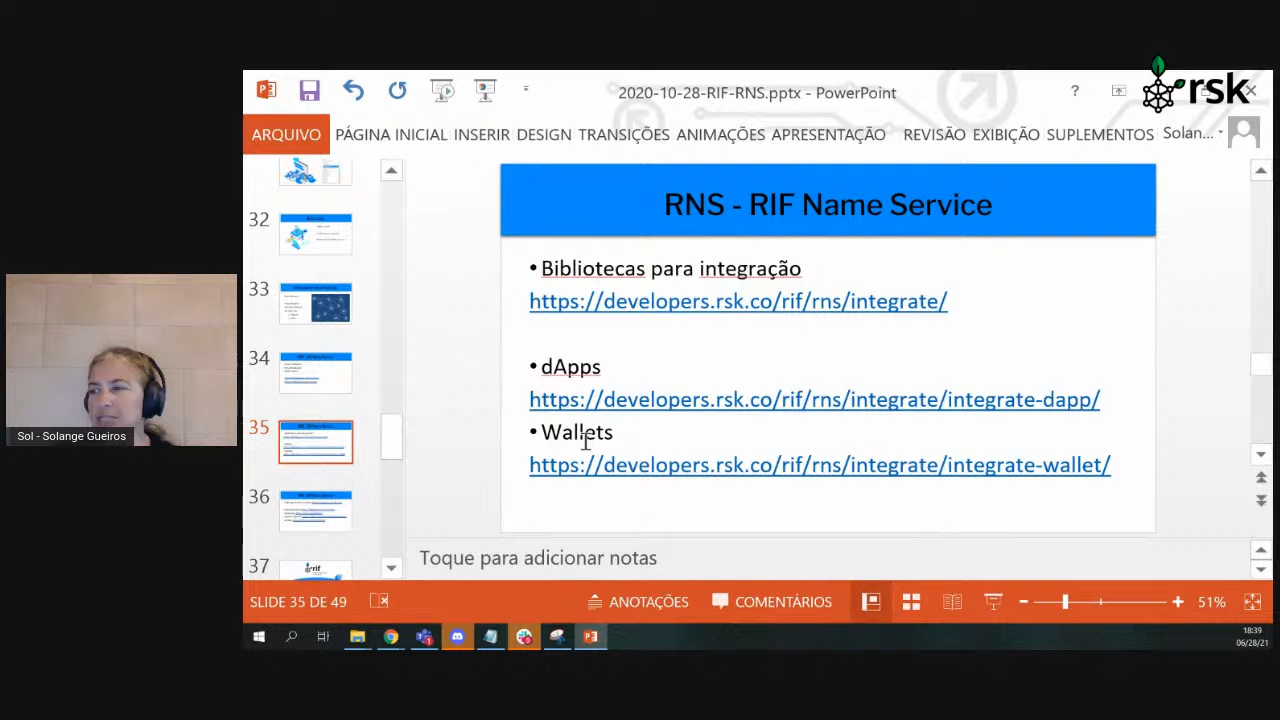 rsk
2020-10-28-RIF-RNS.pptx - PowerPoint
?
ARQUIVO PÁGINA INICIAL INSERIR DESIGN TRANSIÇÕES ANIMAÇÕES APRESENTAÇÃO REVISÃO EXIBIÇÃO SUPLEMENTOS Solan...
32
33
34
35
36
37
rif
RNS - RIF Name Service
• Bibliotecas para integração
https://developers.rsk.co/rif/rns/integrate/
• dApps
https://developers.rsk.co/rif/rns/integrate/integrate-dapp/
• Wallets
https://developers.rsk.co/rif/rns/integrate/integrate-wallet/
Sol - Solange Gueiros
Toque para adicionar notas
SLIDE 35 DE 49 ANOTAÇÕES COMENTÁRIOS 51%
18:39
06/28/21